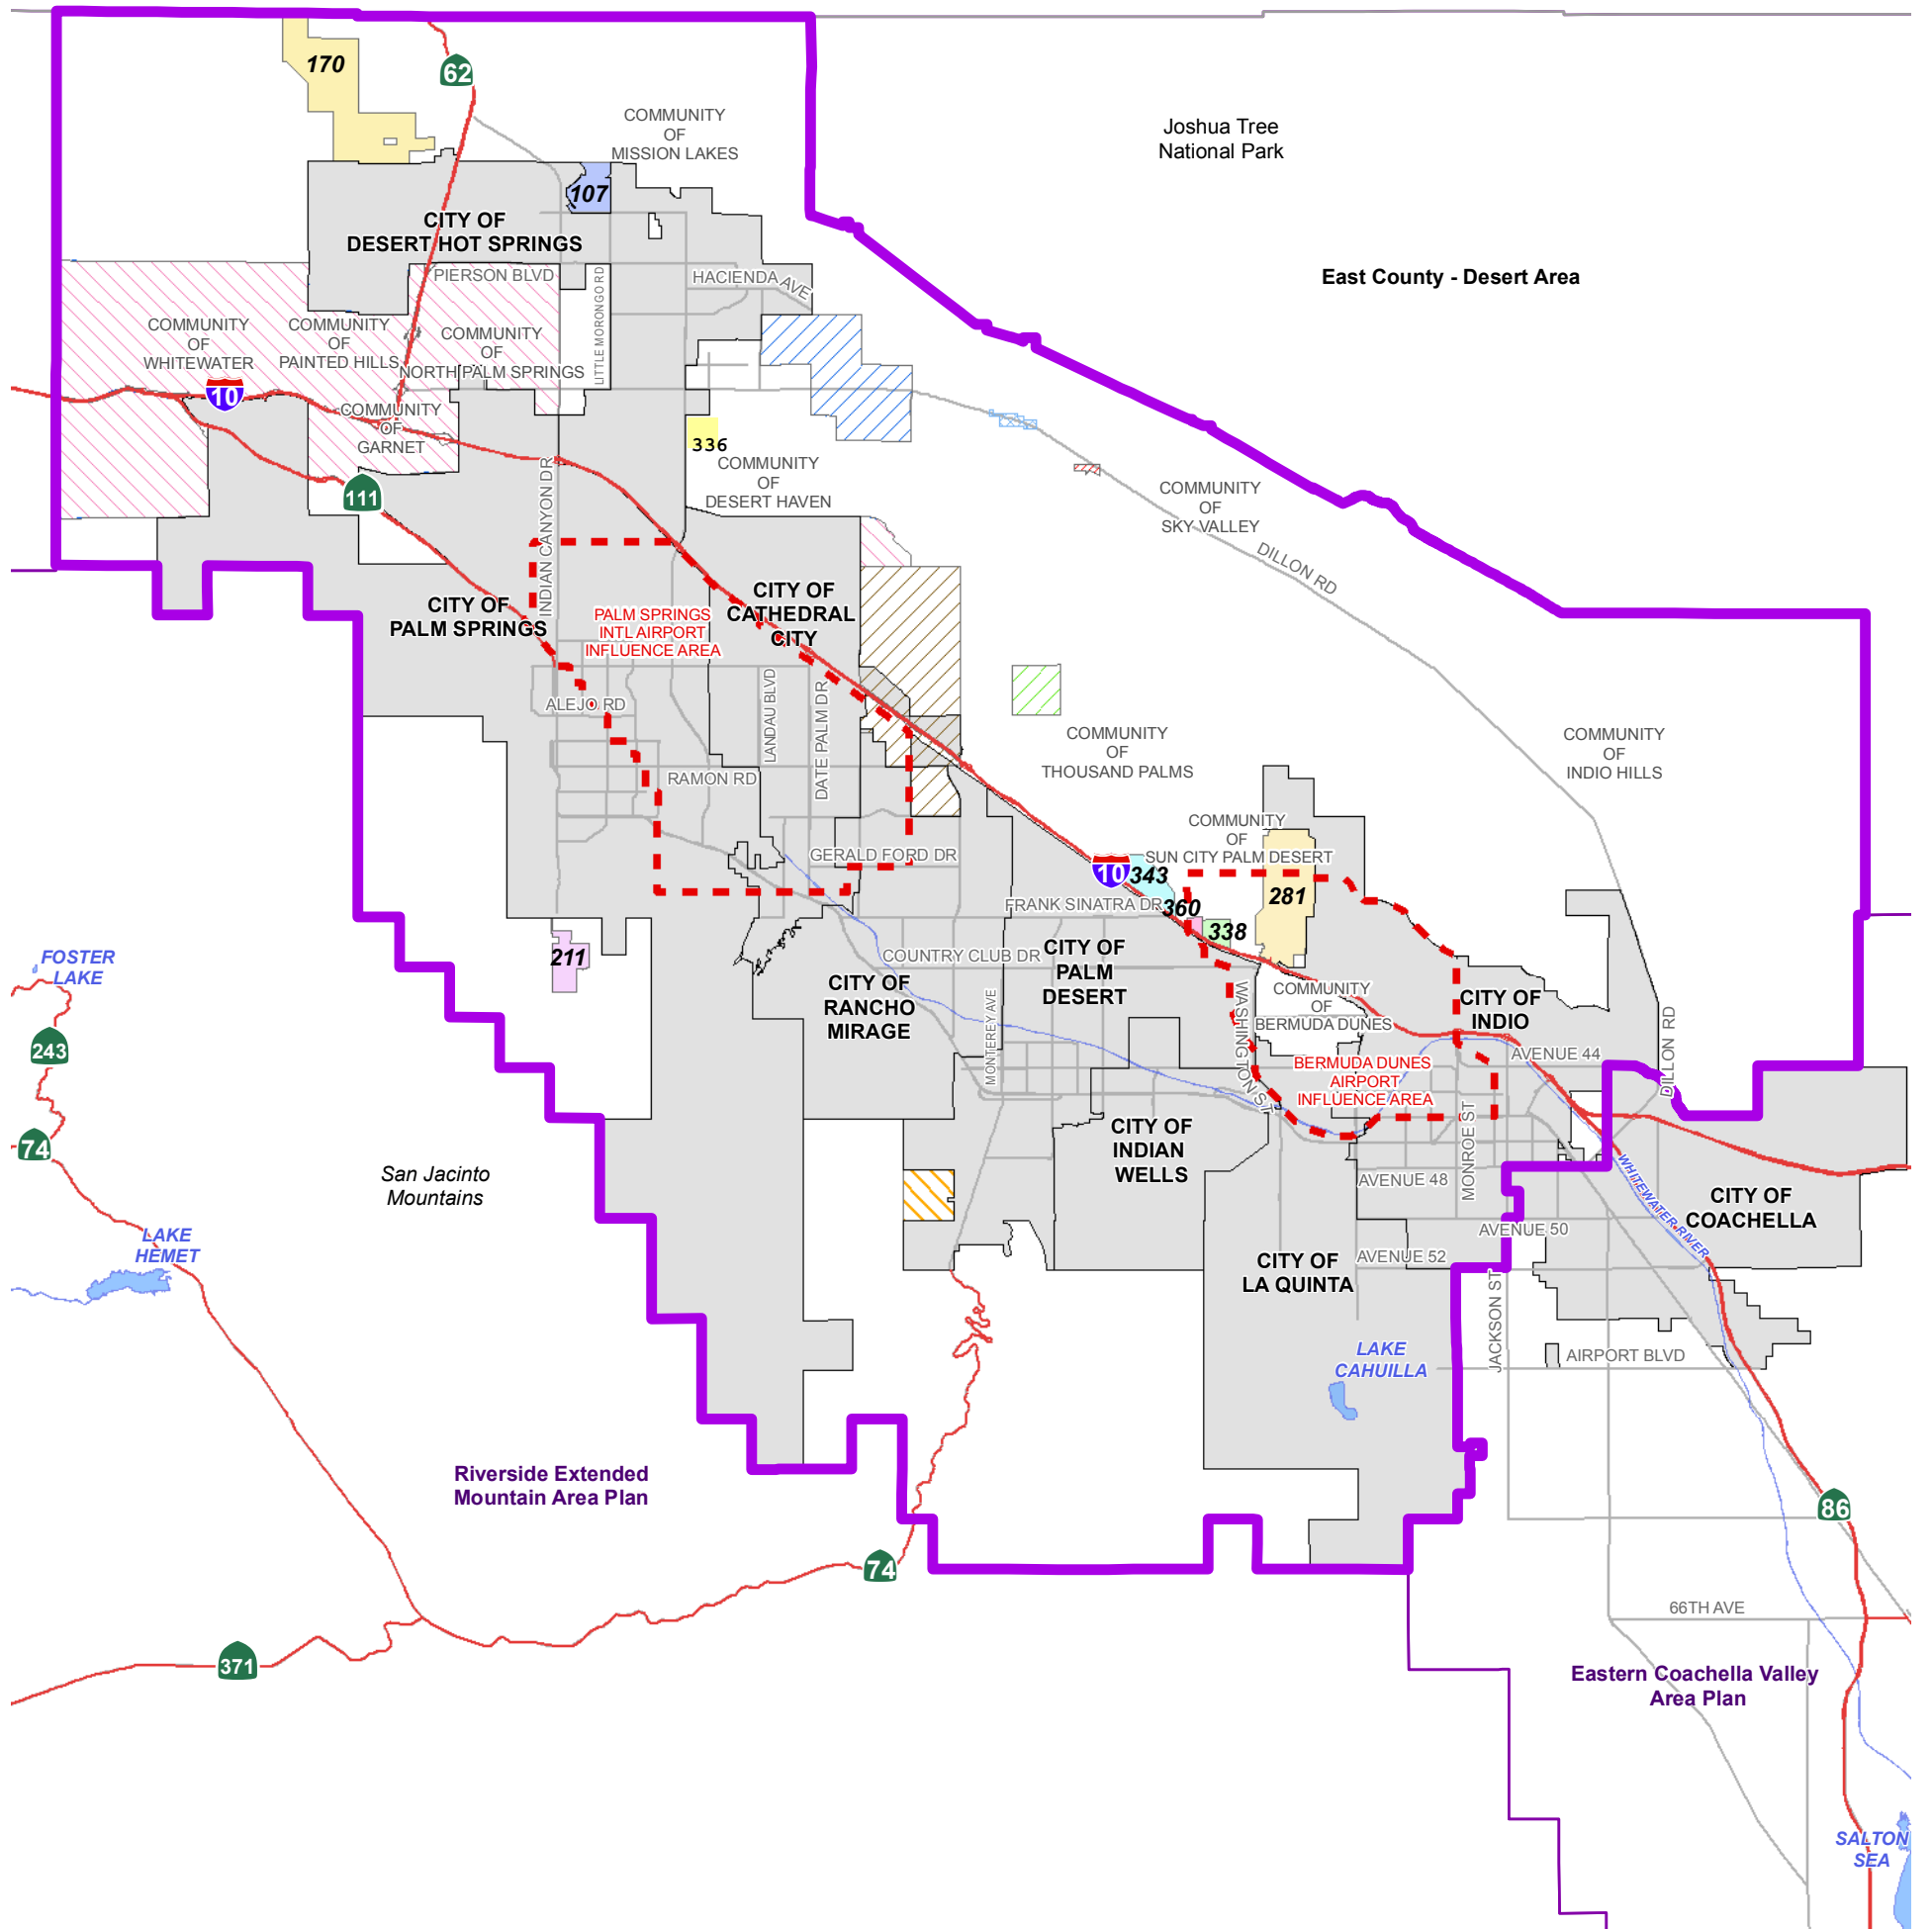 170
62
COMMUNITY
OF
MISSION LAKES
Joshua Tree
National Park
107
CITY OF
DESERT HOT SPRINGS
PIERSON BLVD
LITTLE MORONGO RD
HACIENDA AVE
East County - Desert Area
COMMUNITY
OF
WHITEWATER
COMMUNITY
OF
PAINTED HILLS
COMMUNITY
OF
NORTH PALM SPRINGS
10
COMMUNITY
OF
GARNET
336
COMMUNITY
OF
DESERT HAVEN
111
INDIAN CANYON DR
COMMUNITY
OF
SKY VALLEY
DILLON RD
CITY OF
PALM SPRINGS
PALM SPRINGS
INTL AIRPORT
INFLUENCE AREA
CITY OF
CATHEDRAL
CITY
ALEJO RD
LANDAU BLVD
DATE PALM DR
RAMON RD
COMMUNITY
OF
THOUSAND PALMS
COMMUNITY
OF
INDIO HILLS
GERALD FORD DR
COMMUNITY
OF
SUN CITY PALM DESERT
10
343
281
FRANK SINATRA DR
360
338
211
COUNTRY CLUB DR
CITY OF
PALM
DESERT
CITY OF
RANCHO
MIRAGE
MONTEREY AVE
WASHINGTON ST
COMMUNITY
OF
BERMUDA DUNES
CITY OF
INDIO
AVENUE 44
DILLON RD
BERMUDA DUNES
AIRPORT
INFLUENCE AREA
FOSTER
LAKE
243
74
CITY OF
INDIAN
WELLS
MONROE ST
AVENUE 48
WHITEWATER RIVER
CITY OF
COACHELLA
San Jacinto
Mountains
AVENUE 50
LAKE
HEMET
CITY OF
LA QUINTA
AVENUE 52
JACKSON ST
LAKE
CAHUILLA
AIRPORT BLVD
Riverside Extended
Mountain Area Plan
86
74
66TH AVE
371
Eastern Coachella Valley
Area Plan
SALTON
SEA